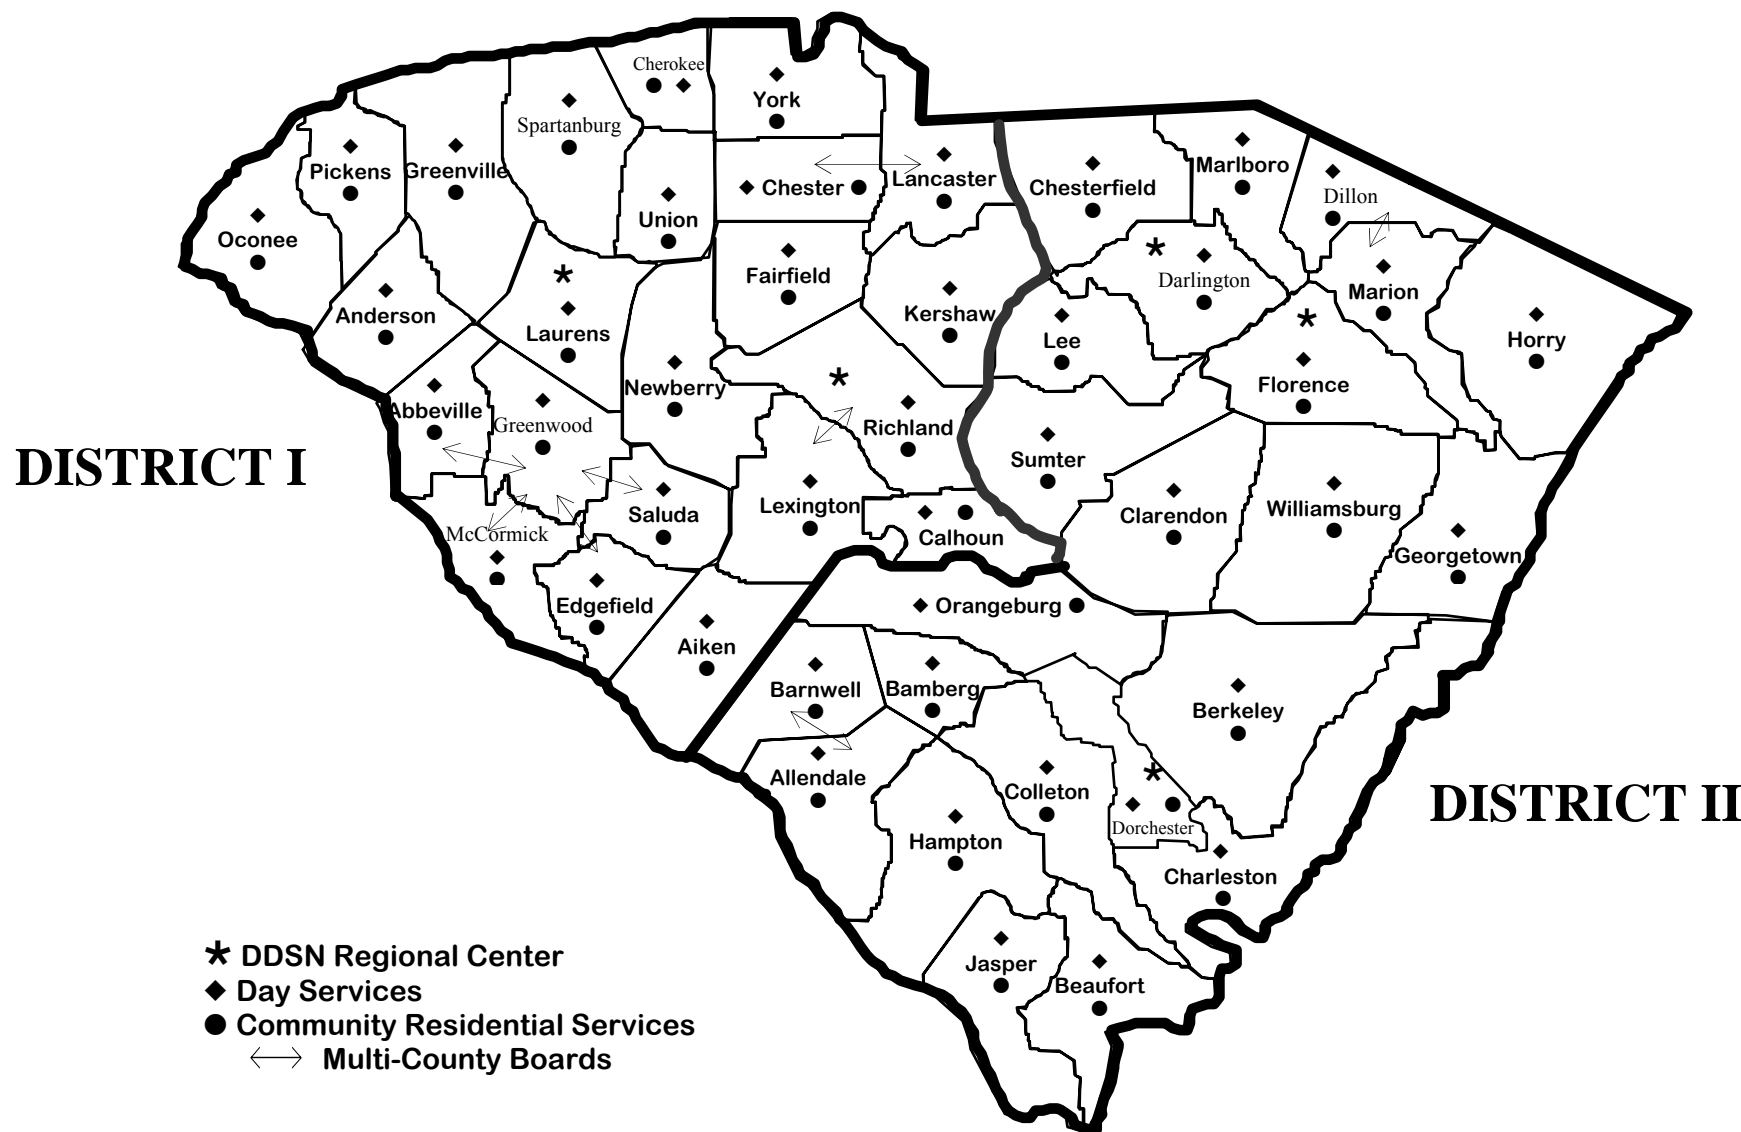 Cherokee
York
Spartanburg
Pickens
Greenville
Chester
Lancaster
Chesterfield
Marlboro
Dillon
Union
Oconee
Fairfield
Darlington
Marion
Anderson
Laurens
Kershaw
Lee
Horry
Newberry
Florence
Abbeville
Greenwood
Richland
DISTRICT I
Sumter
Saluda
Lexington
Clarendon
Williamsburg
McCormick
Calhoun
Georgetown
Edgefield
Orangeburg
Aiken
Barnwell
Bamberg
Berkeley
Allendale
Colleton
DISTRICT II
Dorchester
Hampton
Charleston
Jasper
Beaufort
* DDSN Regional Center
◆ Day Services
● Community Residential Services
Multi-County Boards